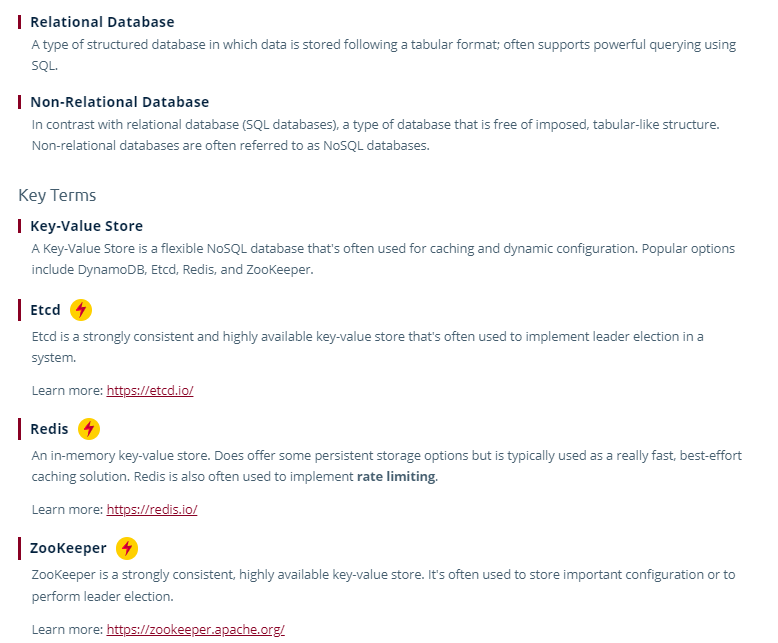 Relational Database
A type of structured database in which data is stored following a tabular format; often supports powerful querying using
SQL.
Non-Relational Database
In contrast with relational database (SQL databases), a type of database that is free of imposed, tabular-like structure.
Non-relational databases are often referred to as NoSQL databases.
Key Terms
Key-Value Store
A Key-Value Store is a flexible NoSQL database that's often used for caching and dynamic configuration. Popular options
include DynamoDB, Etcd, Redis, and ZooKeeper.
Etcd
Etcd is a strongly consistent and highly available key-value store that's often used to implement leader election in a
system.
Learn more: https://etcd.io/
Redis
An in-memory key-value store. Does offer some persistent storage options but is typically used as a really fast, best-effort
caching solution. Redis is also often used to implement rate limiting.
Learn more: https://redis.io/
ZooKeeper
ZooKeeper is a strongly consistent, highly available key-value store. It's often used to store important configuration or to
perform leader election.
Learn more: https://zookeeper.apache.org/